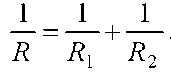 1/R = 1/R₁ + 1/R₂.